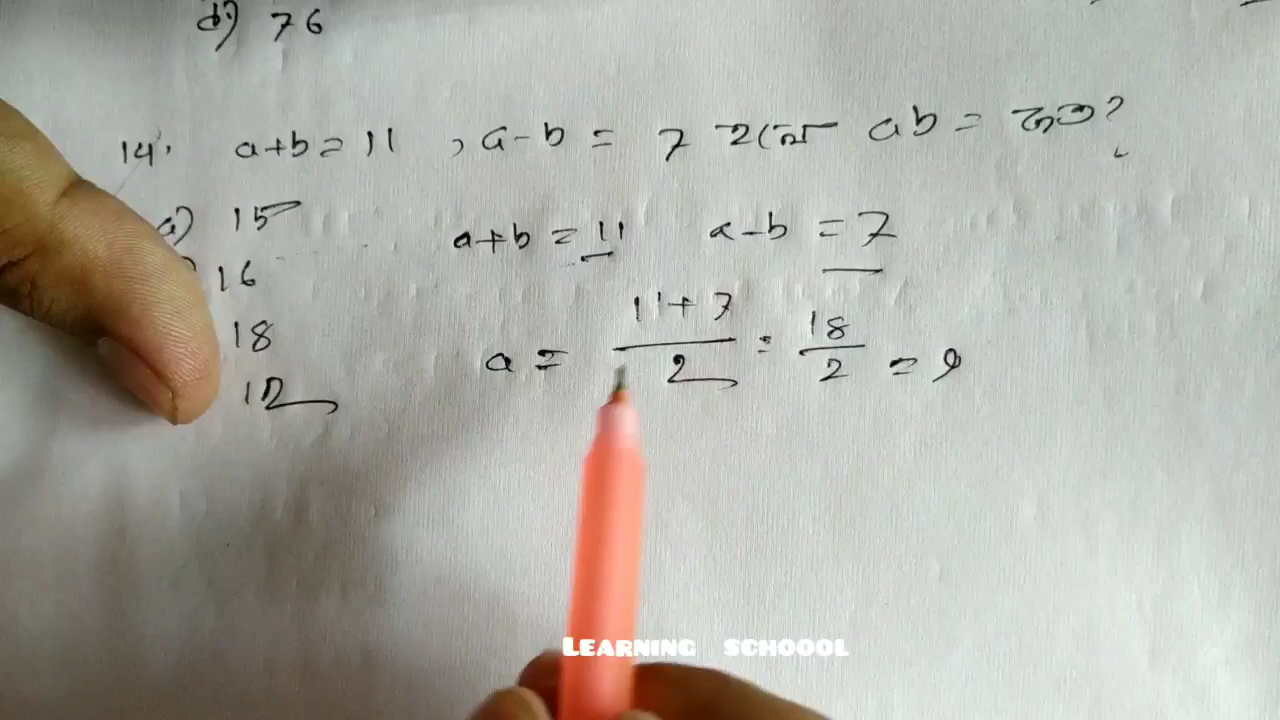 d) 76
14. a+b = 11 , a-b = 7 হলে ab = কত?
a) 15
16
18
12
a+b = 11 a-b = 7
a = 11+7/2 = 18/2 = 9
LEARNING SCHOOOL